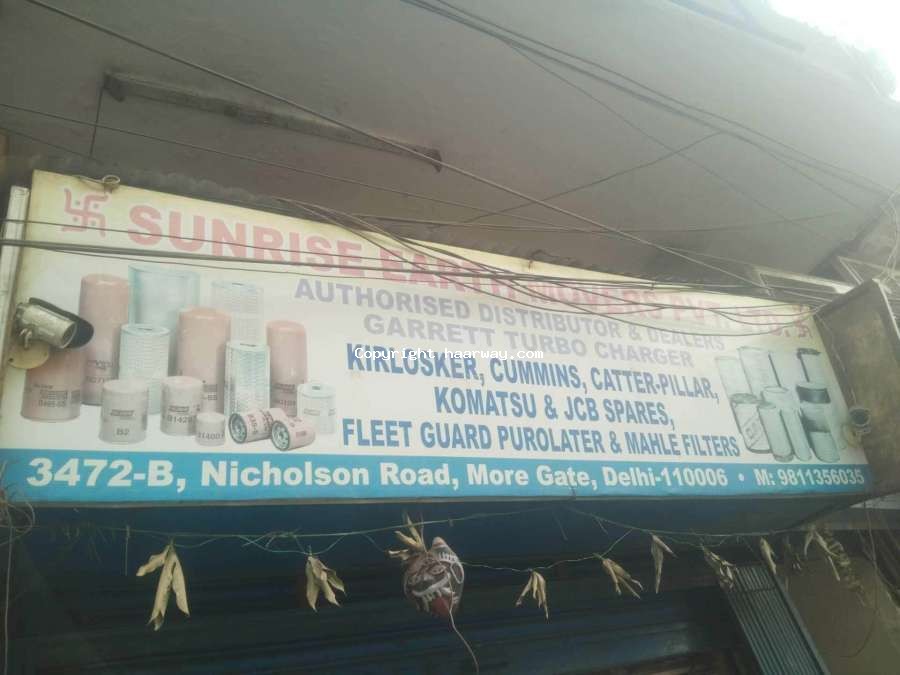 SUNRISE EARTH MOVERS PVT. LTD.
AUTHORISED DISTRIBUTOR & DEALERS
GARRETT TURBO CHARGER
Copyright haarway.com
KIRLOSKER, CUMMINS, CATTER-PILLAR,
KOMATSU & JCB SPARES,
FLEET GUARD PUROLATER & MAHLE FILTERS
B2
3472-B, Nicholson Road, More Gate, Delhi-110006 • M: 9811356035